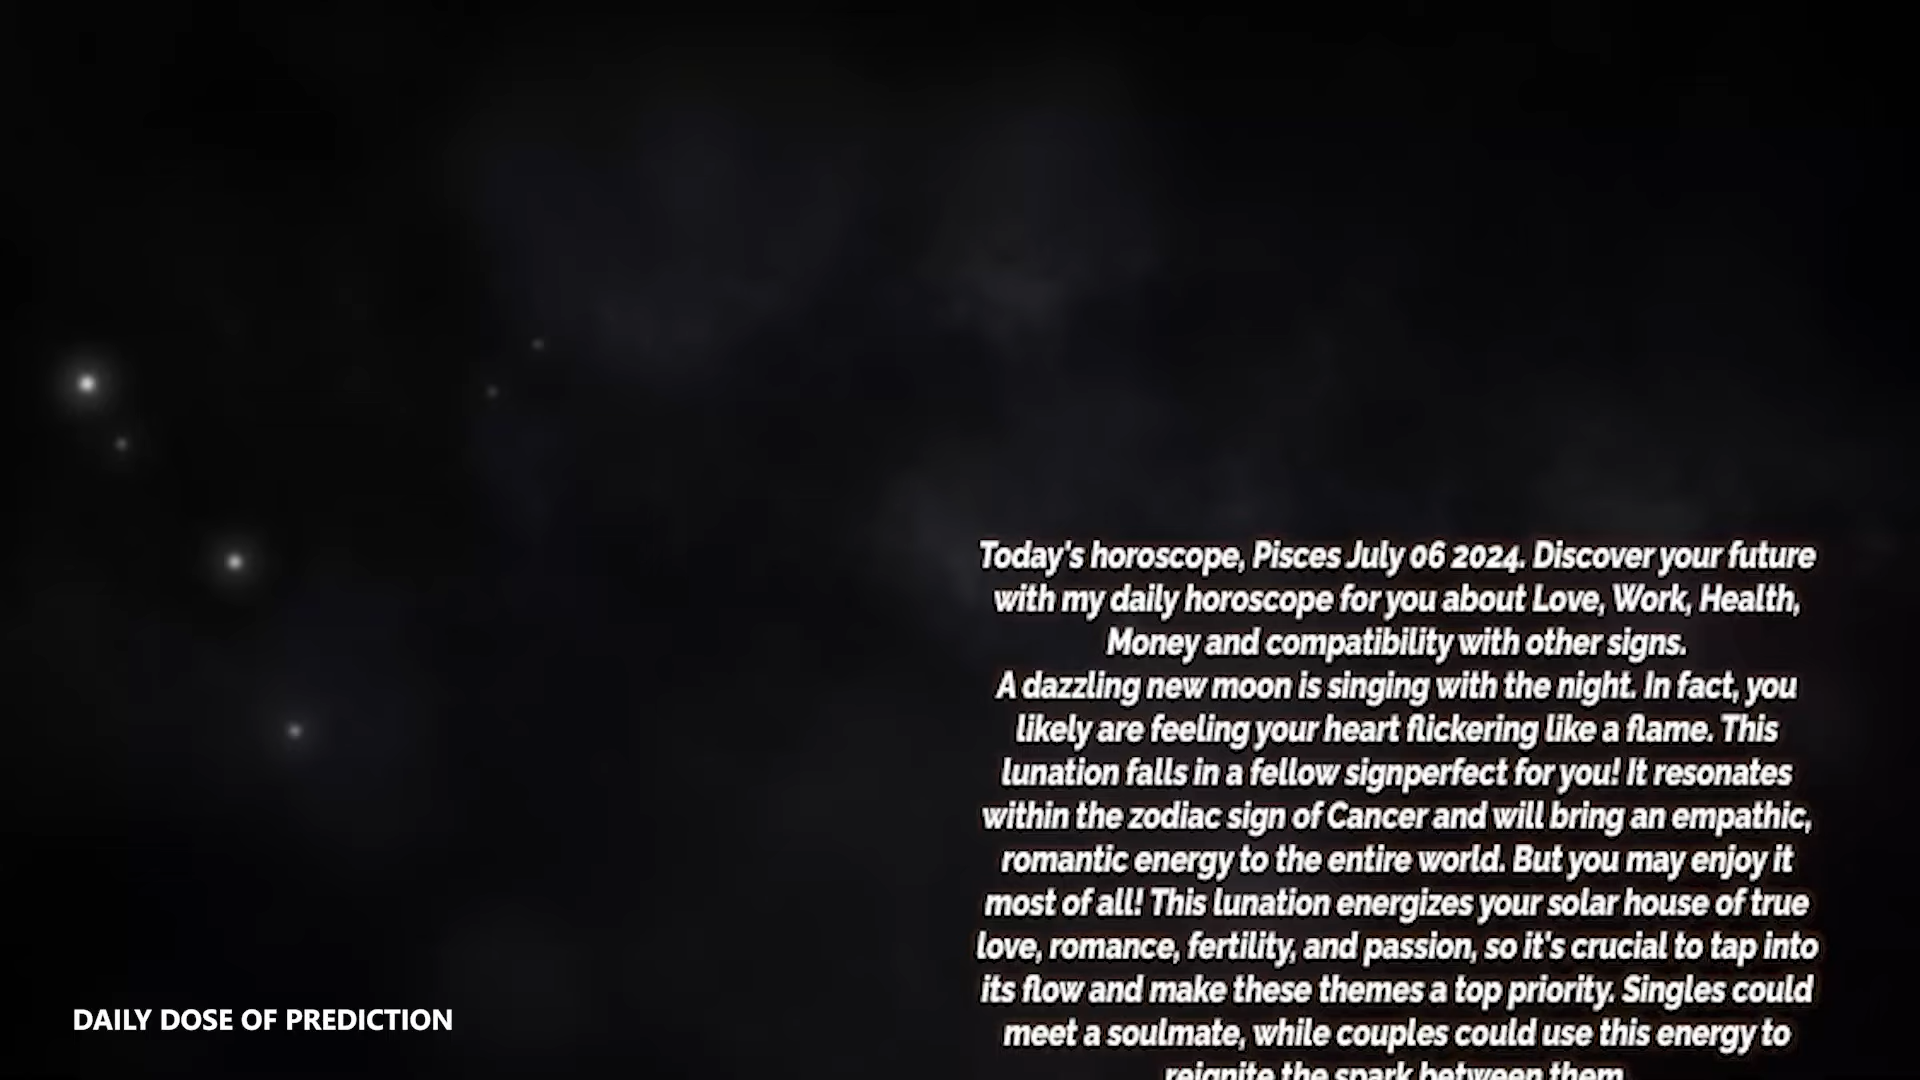 Today's horoscope, Pisces July 06 2024. Discover your future
with my daily horoscope for you about Love, Work, Health,
Money and compatibility with other signs.
A dazzling new moon is singing with the night. In fact, you
likely are feeling your heart flickering like a flame. This
lunation falls in a fellow signperfect for you! It resonates
within the zodiac sign of Cancer and will bring an empathic,
romantic energy to the entire world. But you may enjoy it
most of all! This lunation energizes your solar house of true
love, romance, fertility, and passion, so it's crucial to tap into
its flow and make these themes a top priority. Singles could
meet a soulmate, while couples could use this energy to
reignite the spark between them.
DAILY DOSE OF PREDICTION